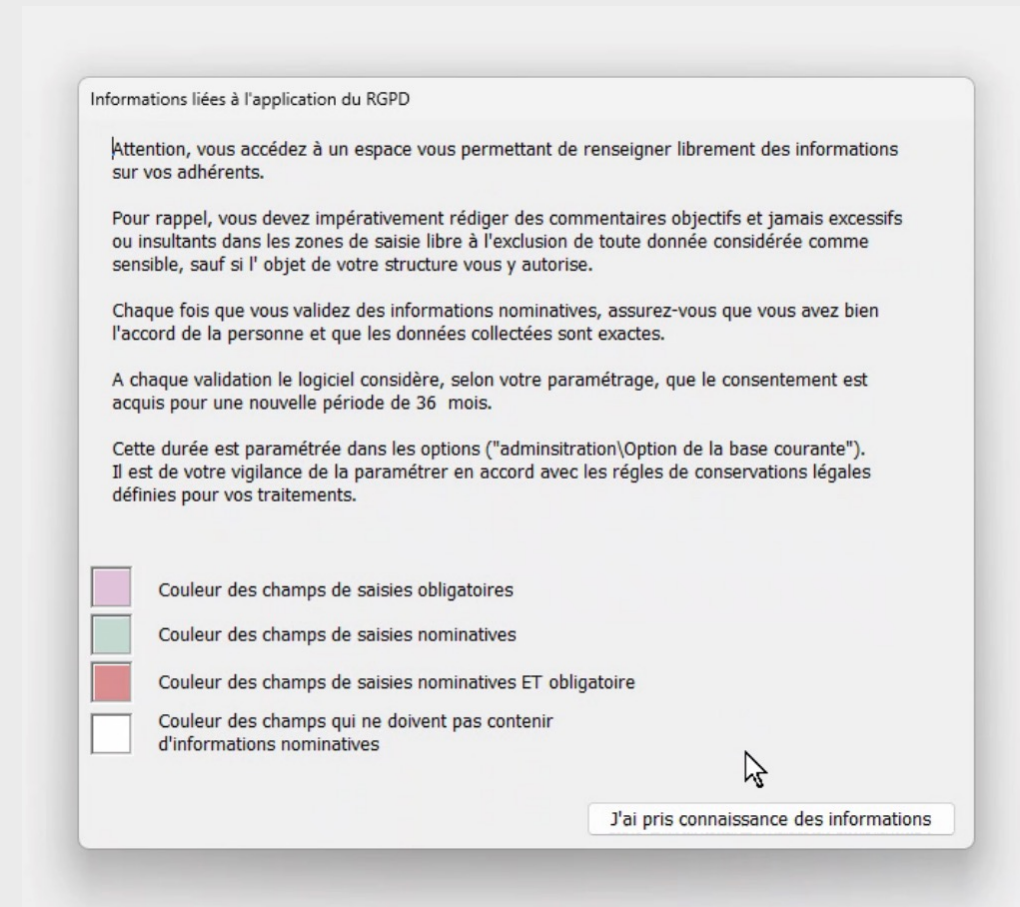 Informations liées à l'application du RGPD
Attention, vous accédez à un espace vous permettant de renseigner librement des informations
sur vos adhérents.
Pour rappel, vous devez impérativement rédiger des commentaires objectifs et jamais excessifs
ou insultants dans les zones de saisie libre à l'exclusion de toute donnée considérée comme
sensible, sauf si l' objet de votre structure vous y autorise.
Chaque fois que vous validez des informations nominatives, assurez-vous que vous avez bien
l'accord de la personne et que les données collectées sont exactes.
A chaque validation le logiciel considère, selon votre paramétrage, que le consentement est
acquis pour une nouvelle période de 36  mois.
Cette durée est paramétrée dans les options ("adminsitration\Option de la base courante").
Il est de votre vigilance de la paramétrer en accord avec les régles de conservations légales
définies pour vos traitements.
Couleur des champs de saisies obligatoires
Couleur des champs de saisies nominatives
Couleur des champs de saisies nominatives ET obligatoire
Couleur des champs qui ne doivent pas contenir
d'informations nominatives
J'ai pris connaissance des informations